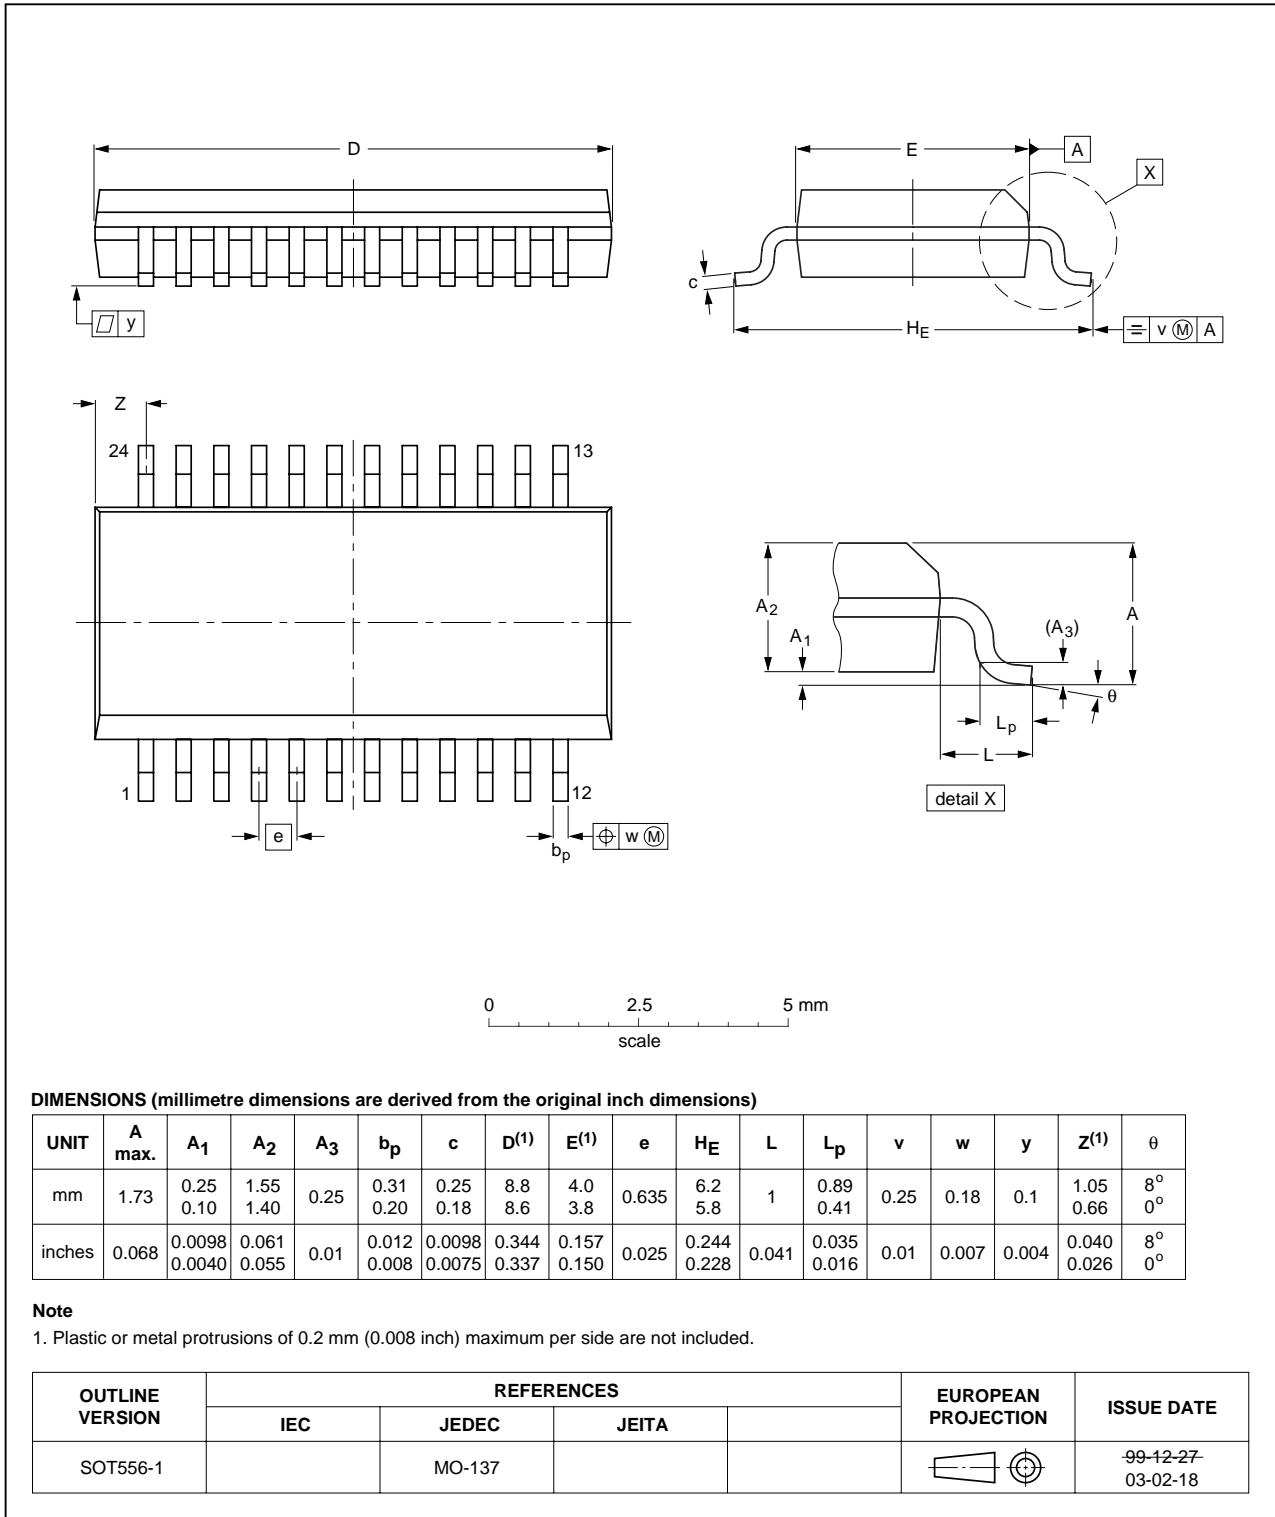 D
E
A
X
c
y
HE
v M A
Z
24
13
A2
A1
(A3)
A
θ
Lp
L
1
12
e
bp
w M
detail X
0 2.5 5 mm
scale
DIMENSIONS (millimetre dimensions are derived from the original inch dimensions)
UNIT A max. A1 A2 A3 bp c D(1) E(1) e HE L Lp v w y Z(1) θ
mm 1.73 0.25 0.10 1.55 1.40 0.25 0.31 0.20 0.25 0.18 8.8 8.6 4.0 3.8 0.635 6.2 5.8 1 0.89 0.41 0.25 0.18 0.1 1.05 0.66 8° 0°
inches 0.068 0.0098 0.0040 0.061 0.055 0.01 0.012 0.008 0.0098 0.0075 0.344 0.337 0.157 0.150 0.025 0.244 0.228 0.041 0.035 0.016 0.01 0.007 0.004 0.040 0.026 8° 0°
Note
1. Plastic or metal protrusions of 0.2 mm (0.008 inch) maximum per side are not included.
OUTLINE VERSION REFERENCES EUROPEAN PROJECTION ISSUE DATE
IEC JEDEC JEITA
SOT556-1 MO-137 99-12-27
03-02-18